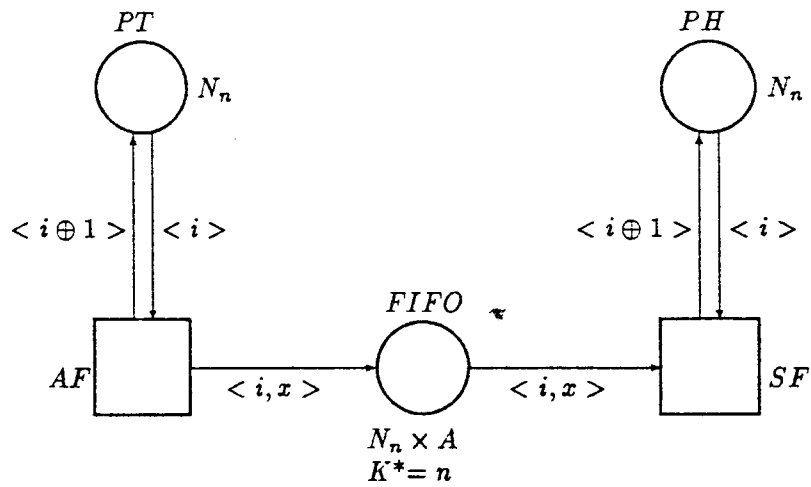 PT
PH
N_n
N_n
< i ⊕ 1 >
< i >
< i ⊕ 1 >
< i >
FIFO
AF
SF
< i, x >
< i, x >
N_n × A
K* = n